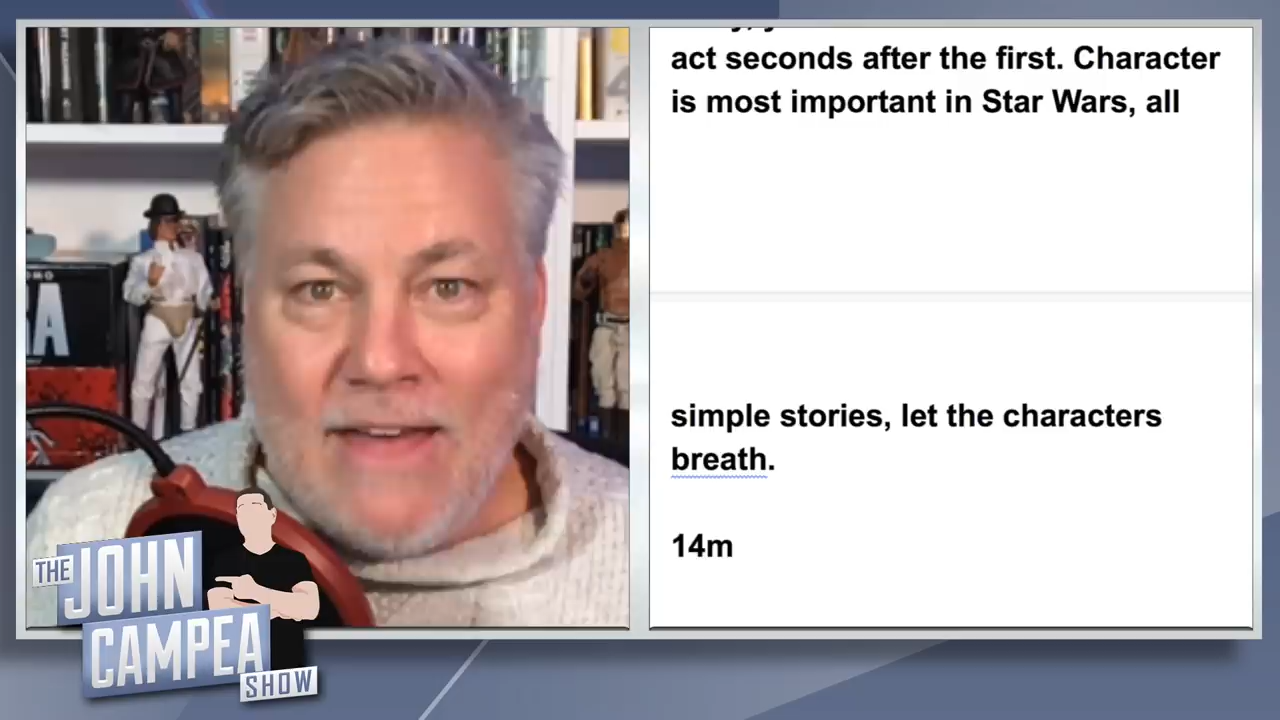 act seconds after the first. Character
is most important in Star Wars, all
simple stories, let the characters
breath.
14m
THE
JOHN
CAMPEA
SHOW